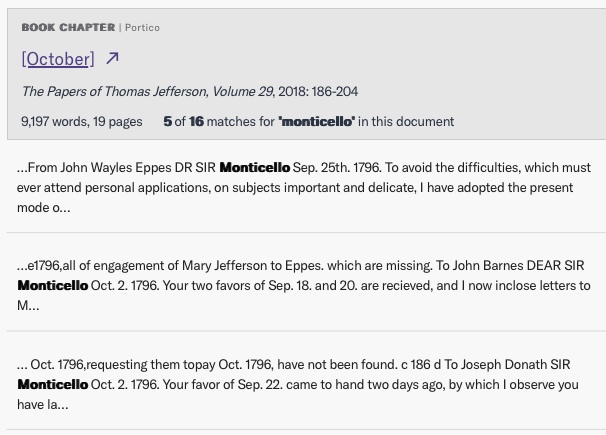 BOOK CHAPTER | Portico
[October]
The Papers of Thomas Jefferson, Volume 29, 2018: 186-204
9,197 words, 19 pages 5 of 16 matches for "monticello" in this document
...From John Wayles Eppes DR SIR Monticello Sep. 25th. 1796. To avoid the difficulties, which must
ever attend personal applications, on subjects important and delicate, I have adopted the present
mode o...
...e1796,all of engagement of Mary Jefferson to Eppes. which are missing. To John Barnes DEAR SIR
Monticello Oct. 2. 1796. Your two favors of Sep. 18. and 20. are recieved, and I now inclose letters to
M...
... Oct. 1796,requesting them topay Oct. 1796, have not been found. c 186 d To Joseph Donath SIR
Monticello Oct. 2. 1796. Your favor of Sep. 22. came to hand two days ago, by which I observe you
have la...